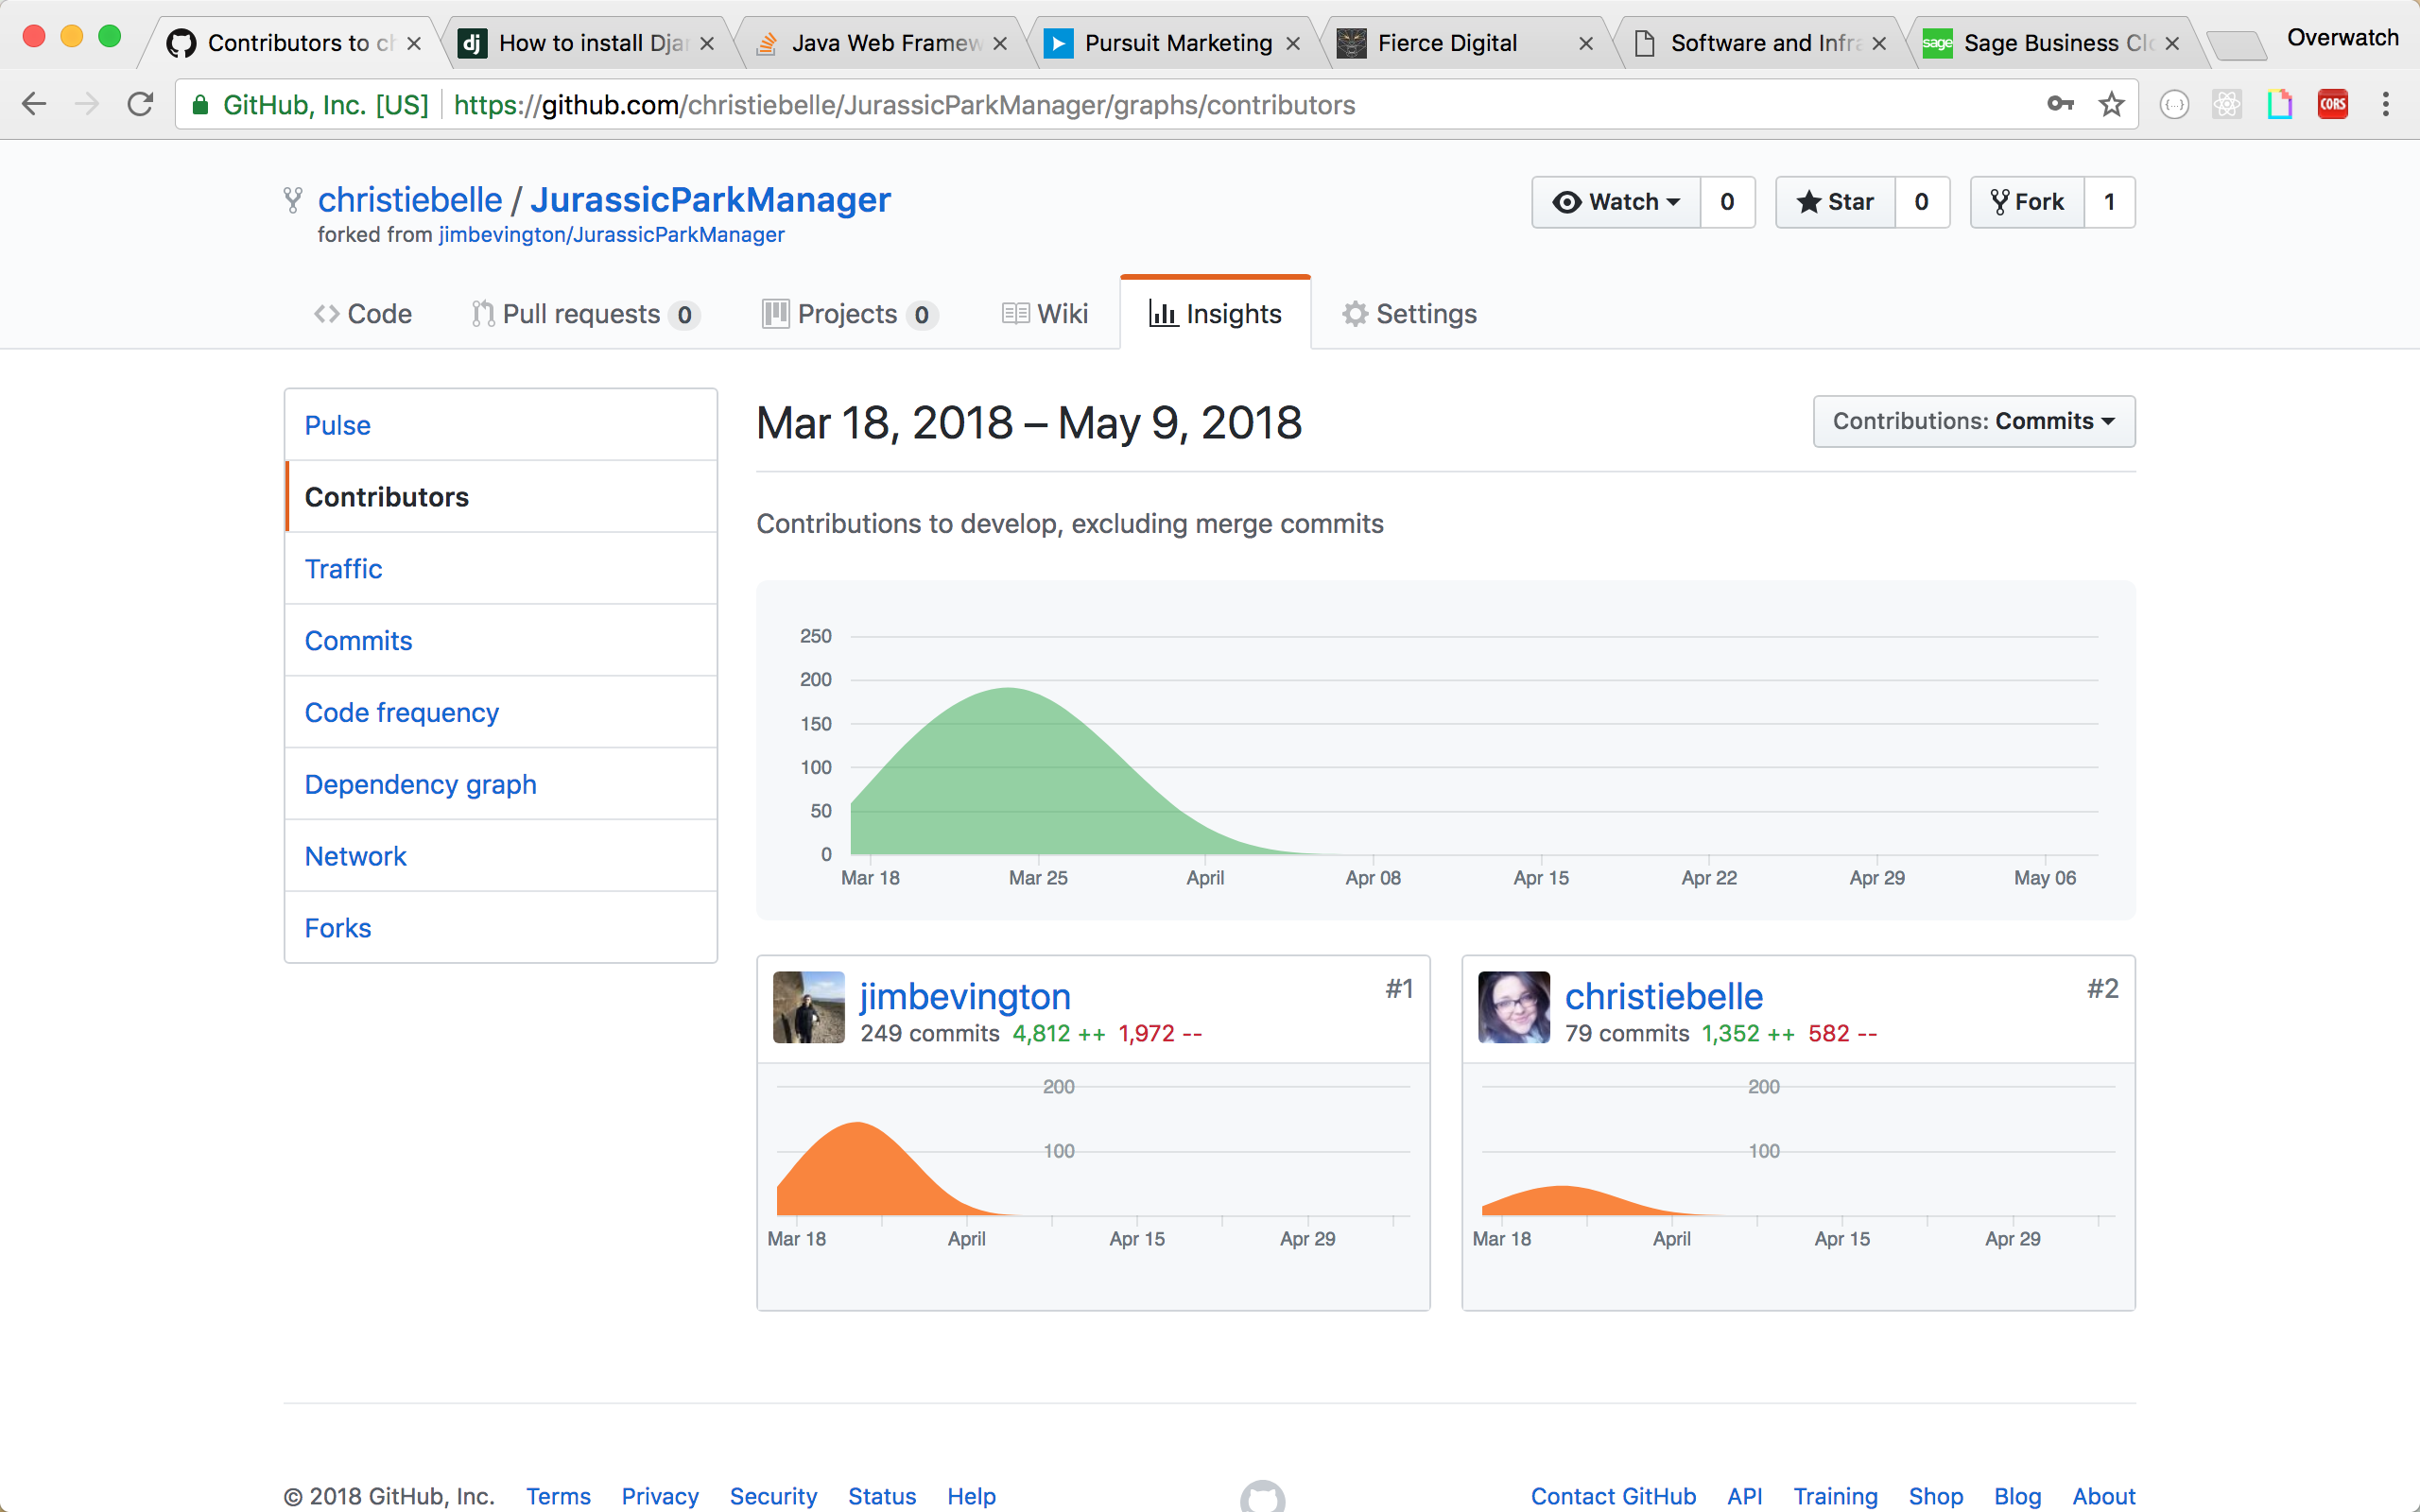 Contributors to ch
How to install Djan
Java Web Framew
Pursuit Marketing
Fierce Digital
Software and Infra
sage Sage Business Clo
Overwatch
GitHub, Inc. [US] https://github.com/christiebelle/JurassicParkManager/graphs/contributors
CORS
christiebelle / JurassicParkManager
forked from jimbevington/JurassicParkManager
Watch 0
Star 0
Fork 1
Code
Pull requests 0
Projects 0
Wiki
Insights
Settings
Pulse
Contributors
Traffic
Commits
Code frequency
Dependency graph
Network
Forks
Mar 18, 2018 – May 9, 2018
Contributions: Commits
Contributions to develop, excluding merge commits
250
200
150
100
50
0
Mar 18 Mar 25 April Apr 08 Apr 15 Apr 22 Apr 29 May 06
jimbevington #1
249 commits 4,812 ++ 1,972 --
200
100
Mar 18 April Apr 15 Apr 29
christiebelle #2
79 commits 1,352 ++ 582 --
200
100
Mar 18 April Apr 15 Apr 29
© 2018 GitHub, Inc. Terms Privacy Security Status Help
Contact GitHub API Training Shop Blog About